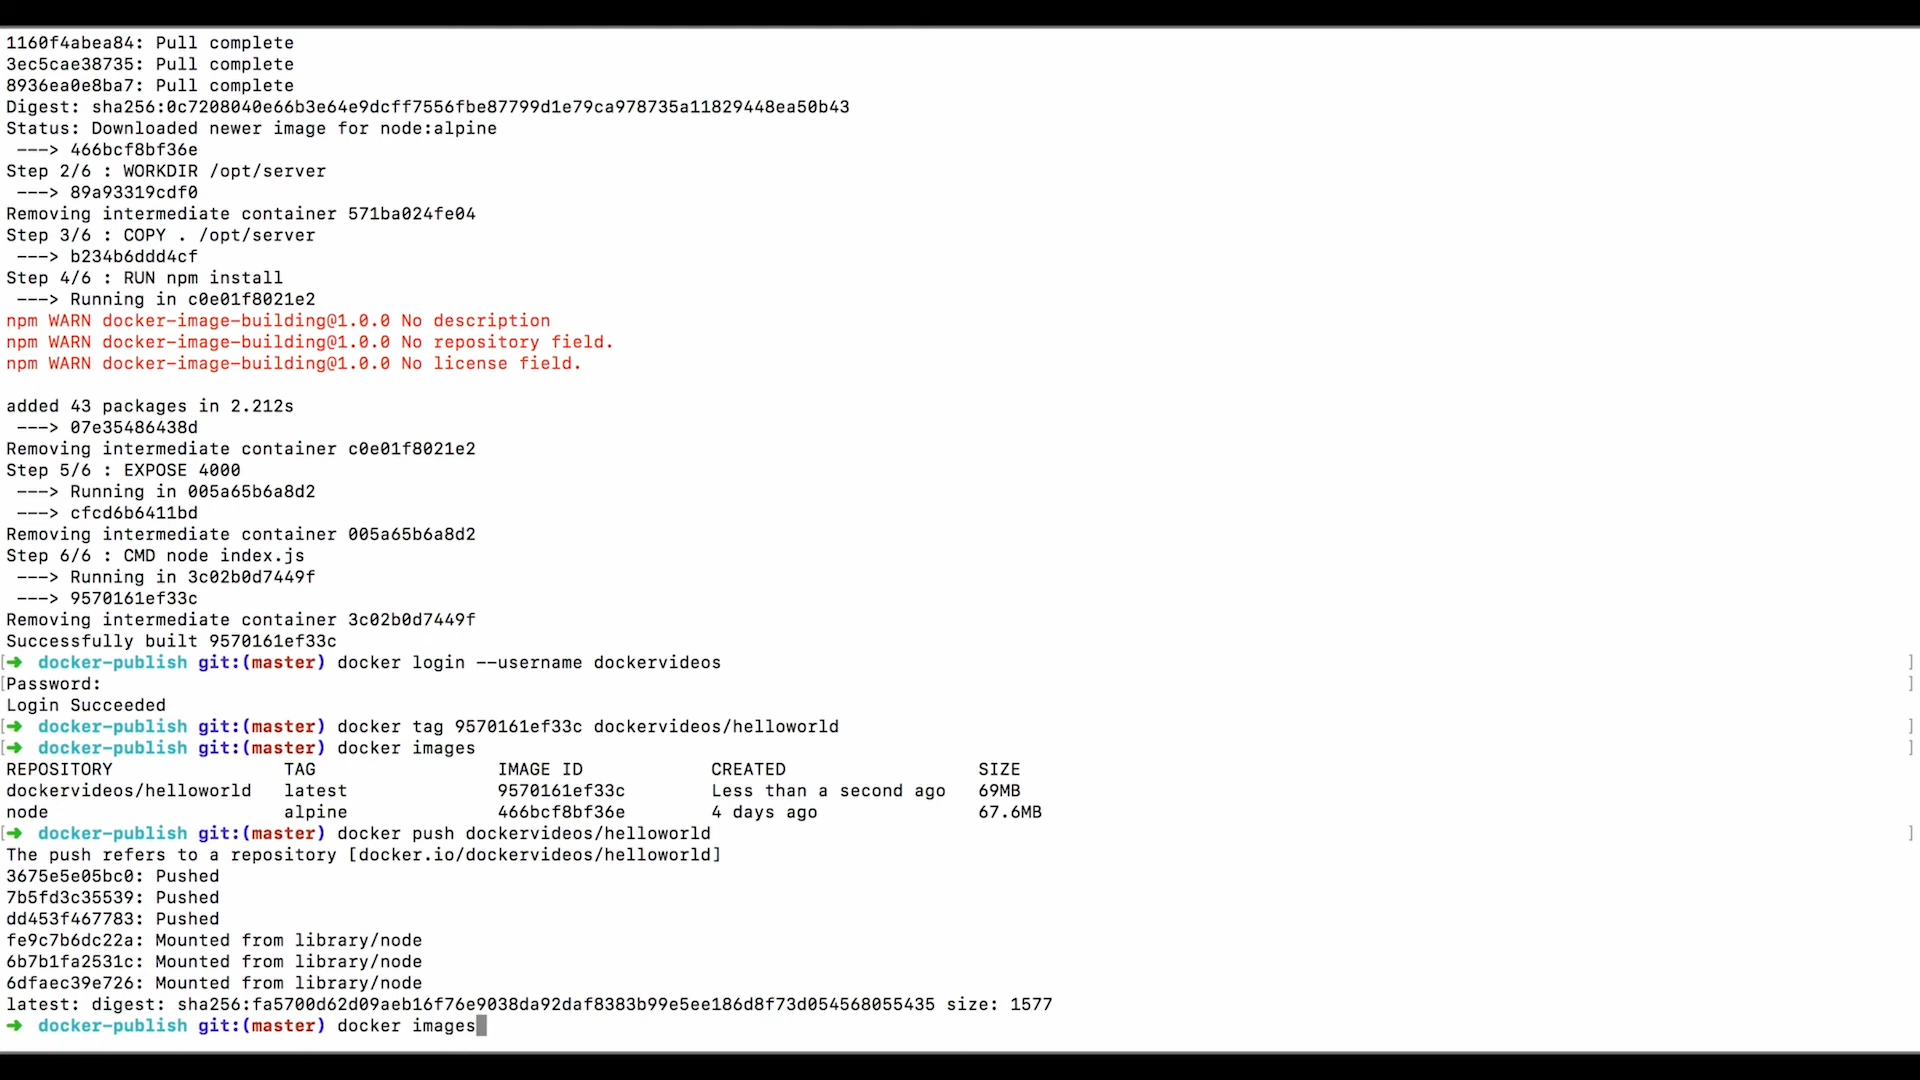 1160f4abea84: Pull complete
3ec5cae38735: Pull complete
8936ea0e8ba7: Pull complete
Digest: sha256:0c7208040e66b3e64e9dcff7556fbe87799d1e79ca978735a11829448ea50b43
Status: Downloaded newer image for node:alpine
 ---> 466bcf8bf36e
Step 2/6 : WORKDIR /opt/server
 ---> 89a93319cdf0
Removing intermediate container 571ba024fe04
Step 3/6 : COPY . /opt/server
 ---> b234b6ddd4cf
Step 4/6 : RUN npm install
 ---> Running in c0e01f8021e2
npm WARN docker-image-building@1.0.0 No description
npm WARN docker-image-building@1.0.0 No repository field.
npm WARN docker-image-building@1.0.0 No license field.
added 43 packages in 2.212s
 ---> 07e35486438d
Removing intermediate container c0e01f8021e2
Step 5/6 : EXPOSE 4000
 ---> Running in 005a65b6a8d2
 ---> cfcd6b6411bd
Removing intermediate container 005a65b6a8d2
Step 6/6 : CMD node index.js
 ---> Running in 3c02b0d7449f
 ---> 9570161ef33c
Removing intermediate container 3c02b0d7449f
Successfully built 9570161ef33c
[➜ docker-publish git:(master) docker login --username dockervideos ]
[Password: ]
Login Succeeded
[➜ docker-publish git:(master) docker tag 9570161ef33c dockervideos/helloworld ]
[➜ docker-publish git:(master) docker images ]
REPOSITORY TAG IMAGE ID CREATED SIZE
dockervideos/helloworld latest 9570161ef33c Less than a second ago 69MB
node alpine 466bcf8bf36e 4 days ago 67.6MB
[➜ docker-publish git:(master) docker push dockervideos/helloworld ]
The push refers to a repository [docker.io/dockervideos/helloworld]
3675e5e05bc0: Pushed
7b5fd3c35539: Pushed
dd453f467783: Pushed
fe9c7b6dc22a: Mounted from library/node
6b7b1fa2531c: Mounted from library/node
6dfaec39e726: Mounted from library/node
latest: digest: sha256:fa5700d62d09aeb16f76e9038da92daf8383b99e5ee186d8f73d054568055435 size: 1577
➜ docker-publish git:(master) docker images